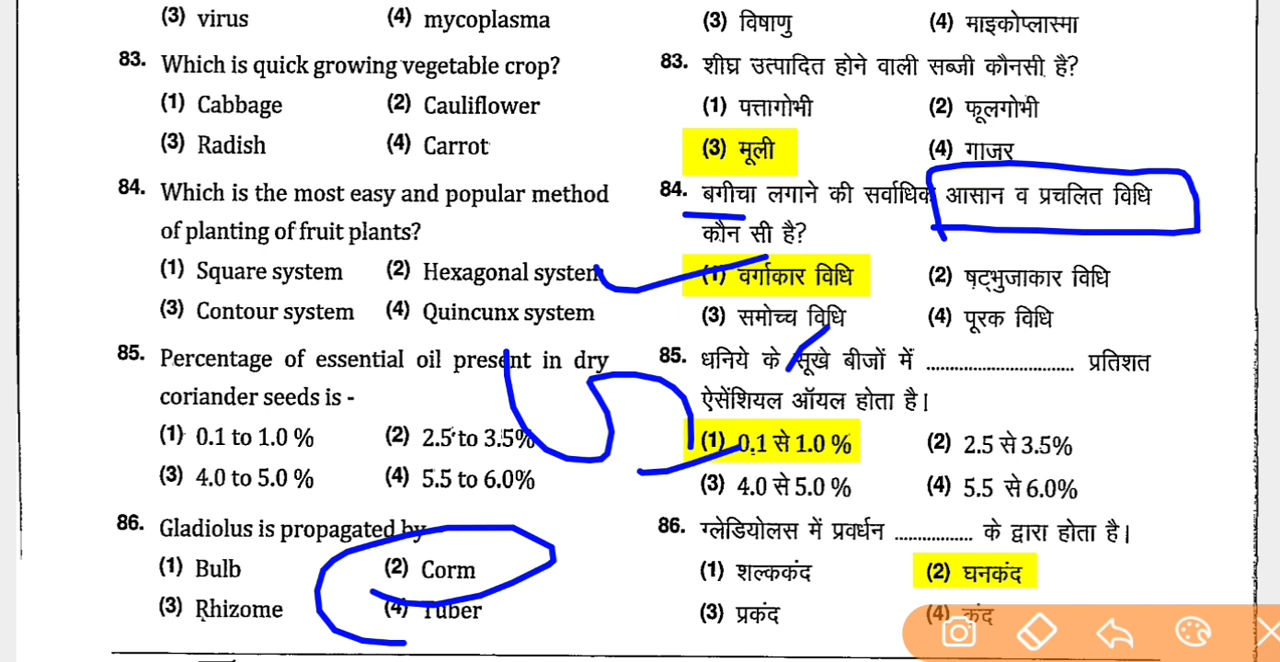 (3) virus (4) mycoplasma
83. Which is quick growing vegetable crop?
(1) Cabbage (2) Cauliflower
(3) Radish (4) Carrot
84. Which is the most easy and popular method
of planting of fruit plants?
(1) Square system (2) Hexagonal system
(3) Contour system (4) Quincunx system
85. Percentage of essential oil present in dry
coriander seeds is -
(1) 0.1 to 1.0 % (2) 2.5 to 3.5%
(3) 4.0 to 5.0 % (4) 5.5 to 6.0%
86. Gladiolus is propagated by
(1) Bulb (2) Corm
(3) Rhizome (4) Tuber
(3) विषाणु (4) माइकोप्लास्मा
83. शीघ्र उत्पादित होने वाली सब्जी कौनसी है?
(1) पत्तागोभी (2) फूलगोभी
(3) मूली (4) गाजर
84. बगीचा लगाने की सर्वाधिक आसान व प्रचलित विधि
कौन सी है?
(1) वर्गाकार विधि (2) षट्भुजाकार विधि
(3) समोच्च विधि (4) पूरक विधि
85. धनिये के सूखे बीजों में .............................. प्रतिशत
ऐसेंशियल ऑयल होता है।
(1) 0.1 से 1.0 % (2) 2.5 से 3.5%
(3) 4.0 से 5.0 % (4) 5.5 से 6.0%
86. ग्लेडियोलस में प्रवर्धन ................ के द्वारा होता है।
(1) शल्ककंद (2) घनकंद
(3) प्रकंद (4) कंद